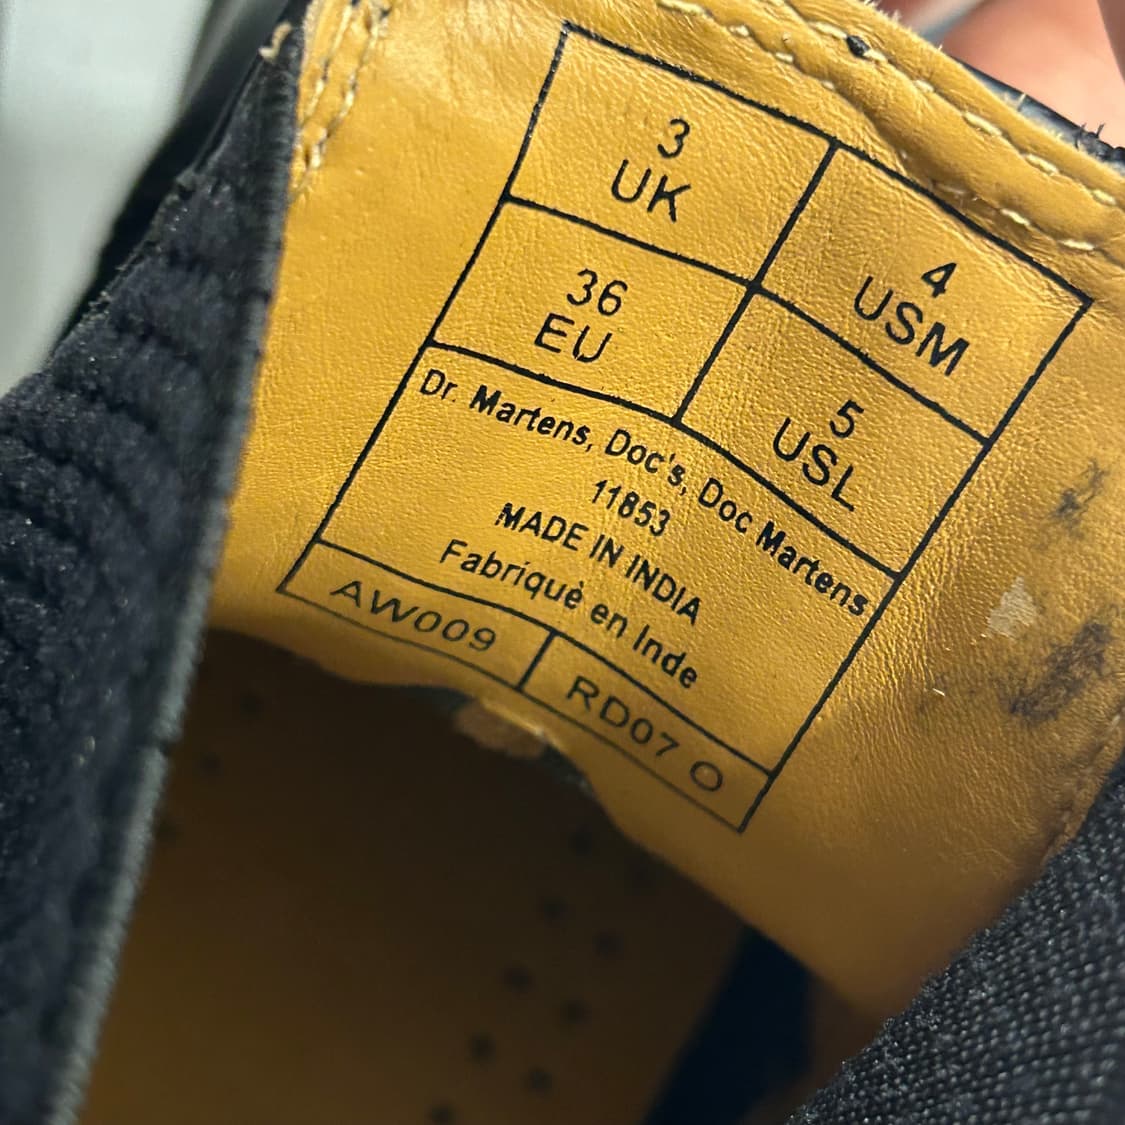 3
UK
4
USM
36
EU
5
USL
Dr. Martens, Doc's, Doc Martens
11853
MADE IN INDIA
Fabriquè en Inde
AW009
RD07 O